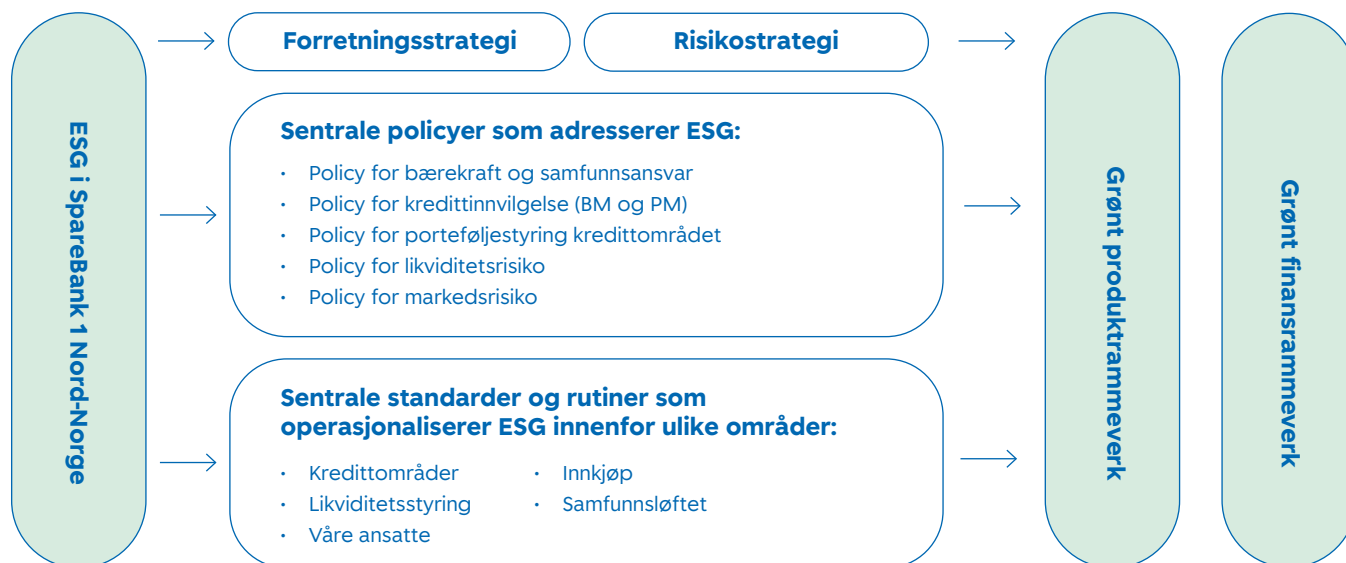 ESG i SpareBank 1 Nord-Norge
Forretningsstrategi
Risikostrategi
Sentrale policyer som adresserer ESG:
• Policy for bærekraft og samfunnsansvar
• Policy for kredittinnvilgelse (BM og PM)
• Policy for porteføljestyring kredittområdet
• Policy for likviditetsrisiko
• Policy for markedsrisiko
Sentrale standarder og rutiner som
operasjonaliserer ESG innenfor ulike områder:
• Kredittområder
• Likviditetsstyring
• Våre ansatte
• Innkjøp
• Samfunnsløftet
Grønt produktrammeverk
Grønt finansrammeverk